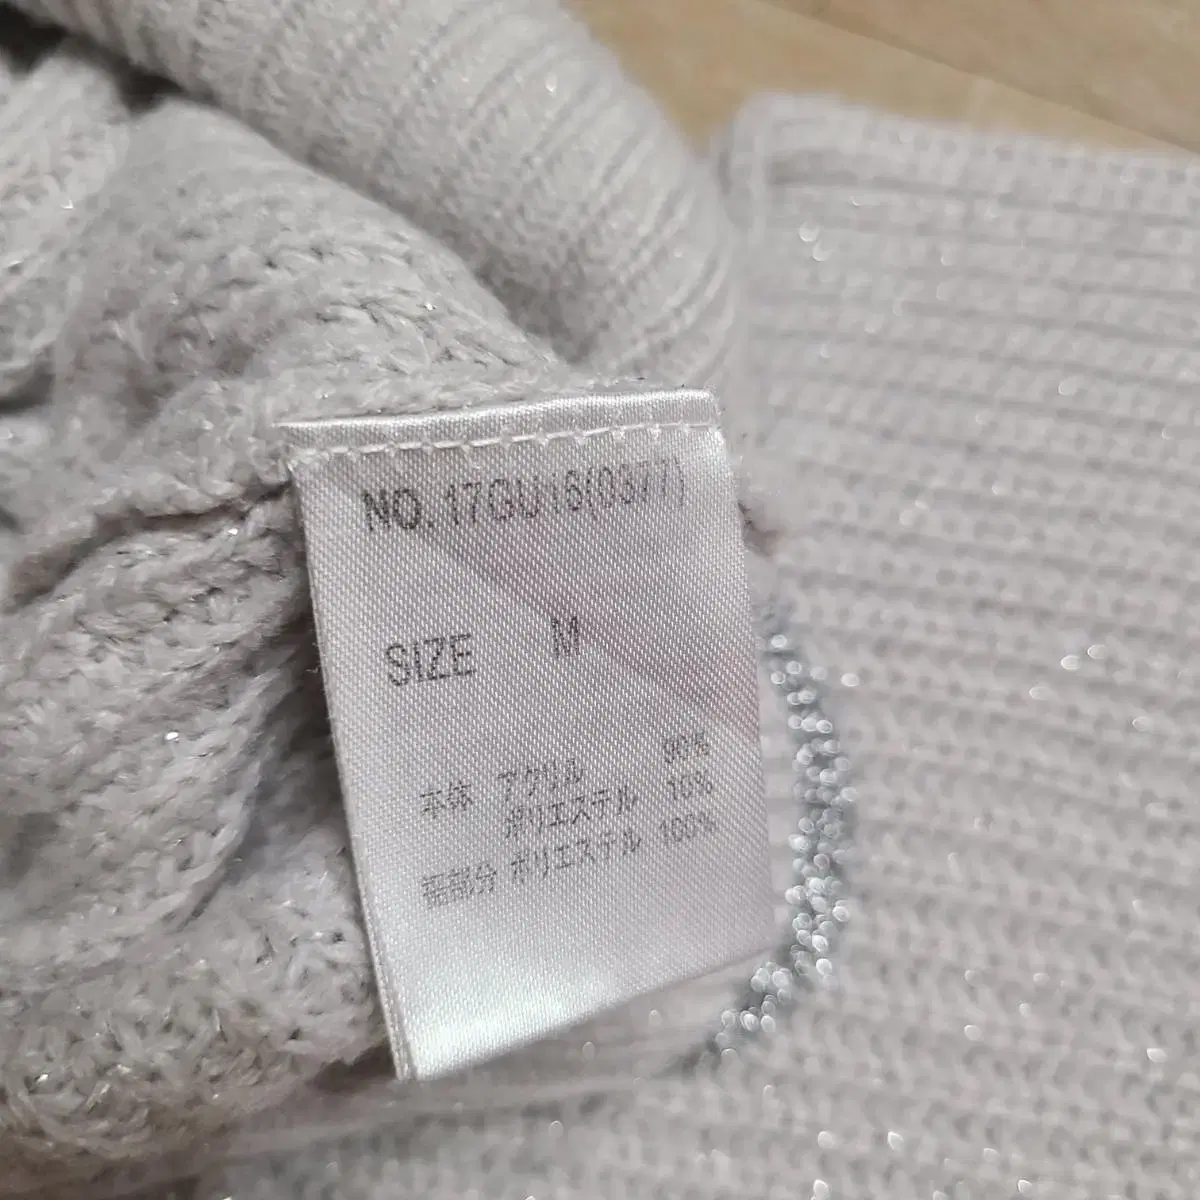 NO. 17GU16(0377)
SIZE M
本体 アクリル 90%
ポリエステル 10%
裾部分 ポリエステル 100%